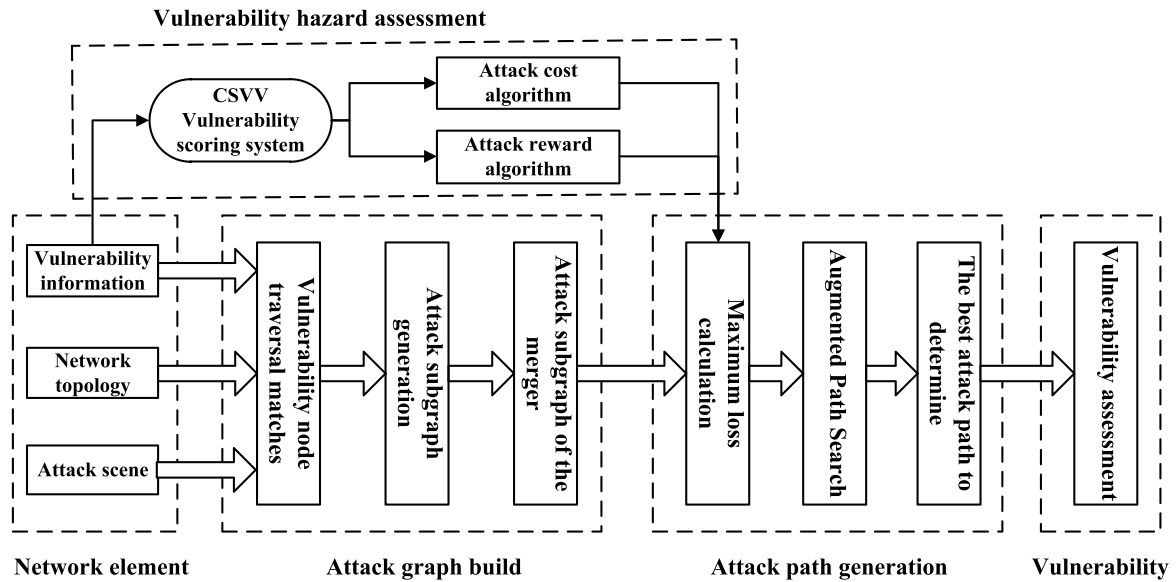 Vulnerability hazard assessment
CSVV
Vulnerability
scoring system
Attack cost
algorithm
Attack reward
algorithm
Vulnerability
information
Network
topology
Attack scene
Vulnerability node
traversal matches
Attack subgraph
generation
Attack subgraph of the
merger
Maximum loss
calculation
Augmented Path Search
The best attack path to
determine
Vulnerability assessment
Network element
Attack graph build
Attack path generation
Vulnerability